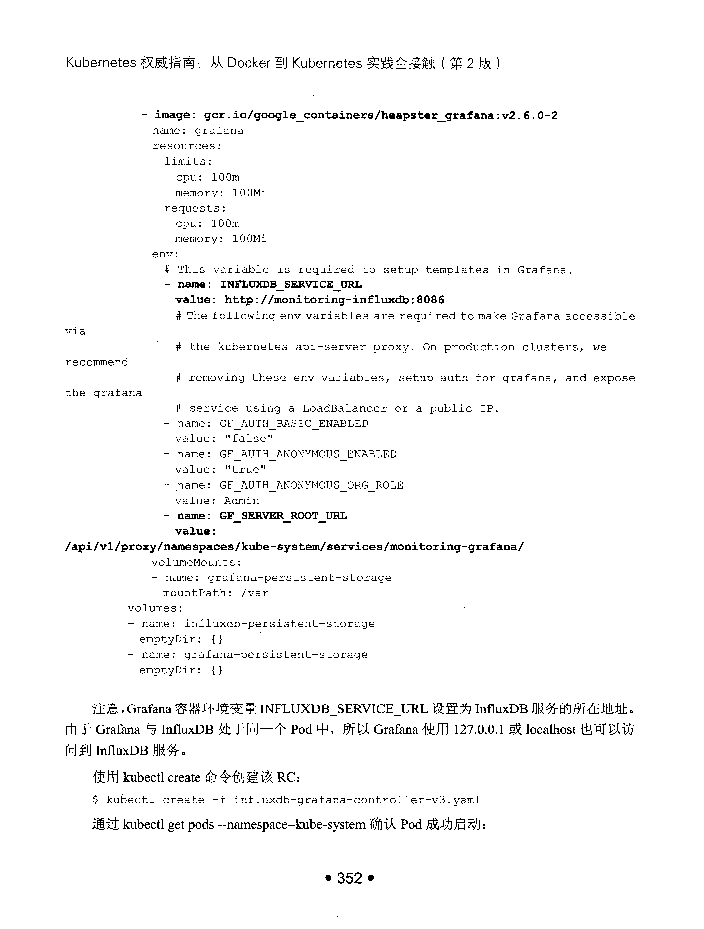 Kubernetes 权威指南：从 Docker 到 Kubernetes 实践全接触（第 2 版）
- image: gcr.io/google_containers/heapster_grafana:v2.6.0-2
name: grafana
resources:
limits:
cpu: 100m
memory: 100Mi
requests:
cpu: 100m
memory: 100Mi
env:
# This variable is required to setup templates in Grafana.
- name: INFLUXDB_SERVICE_URL
value: http://monitoring-influxdb:8086
# The following env variables are required to make Grafana accessible
via
# the kubernetes api-server proxy. On production clusters, we
recommend
# removing these env variables, setup auth for grafana, and expose
the grafana
# service using a LoadBalancer or a public IP.
- name: GF_AUTH_BASIC_ENABLED
value: "false"
- name: GF_AUTH_ANONYMOUS_ENABLED
value: "true"
- name: GF_AUTH_ANONYMOUS_ORG_ROLE
value: Admin
- name: GF_SERVER_ROOT_URL
value:
/api/v1/proxy/namespaces/kube-system/services/monitoring-grafana/
volumeMounts:
- name: grafana-persistent-storage
mountPath: /var
volumes:
- name: influxdb-persistent-storage
emptyDir: {}
- name: grafana-persistent-storage
emptyDir: {}
注意，Grafana 容器环境变量 INFLUXDB_SERVICE_URL 设置为 InfluxDB 服务的所在地址。
由于 Grafana 与 InfluxDB 处于同一个 Pod 中，所以 Grafana 使用 127.0.0.1 或 localhost 也可以访
问到 InfluxDB 服务。
使用 kubectl create 命令创建该 RC：
$ kubectl create -f influxdb-grafana-controller-v3.yaml
通过 kubectl get pods --namespace=kube-system 确认 Pod 成功启动：
• 352 •